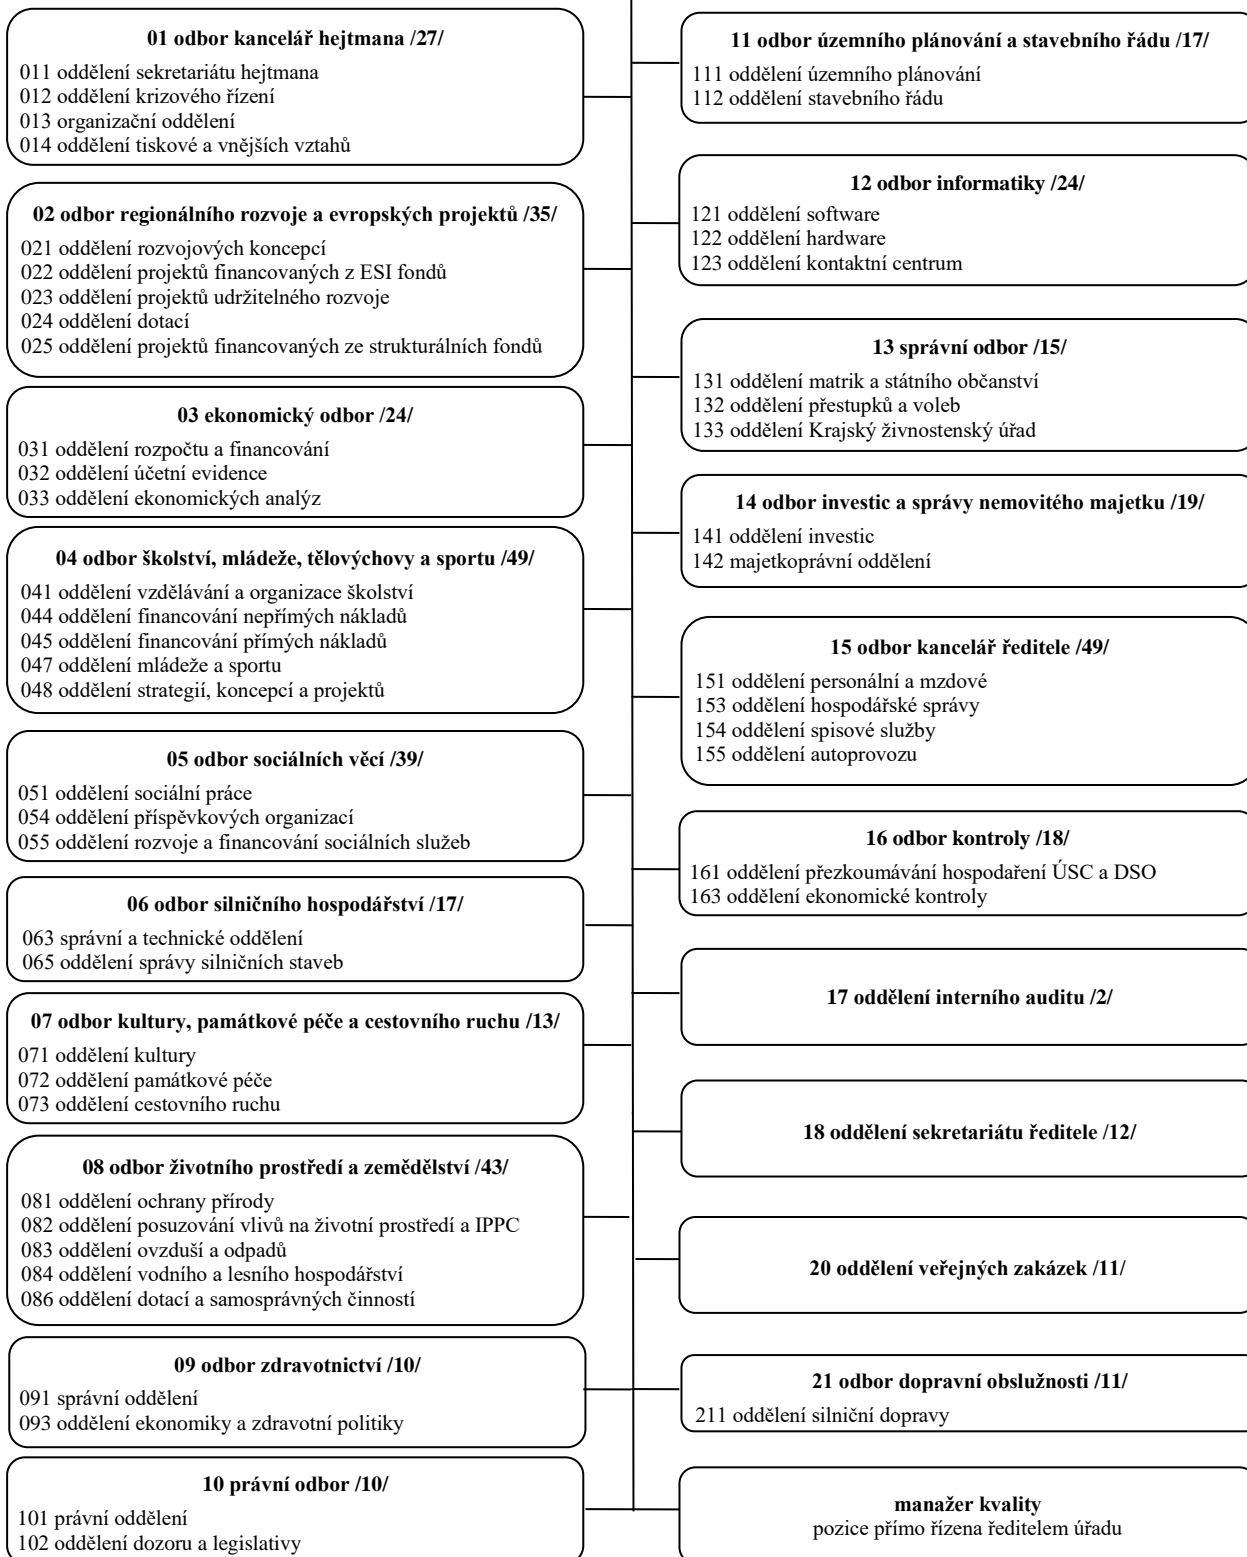 01 odbor kancelář hejtmana /27/
011 oddělení sekretariátu hejtmana
012 oddělení krizového řízení
013 organizační oddělení
014 oddělení tiskové a vnějších vztahů
02 odbor regionálního rozvoje a evropských projektů /35/
021 oddělení rozvojových koncepcí
022 oddělení projektů financovaných z ESI fondů
023 oddělení projektů udržitelného rozvoje
024 oddělení dotací
025 oddělení projektů financovaných ze strukturálních fondů
03 ekonomický odbor /24/
031 oddělení rozpočtu a financování
032 oddělení účetní evidence
033 oddělení ekonomických analýz
04 odbor školství, mládeže, tělovýchovy a sportu /49/
041 oddělení vzdělávání a organizace školství
044 oddělení financování nepřímých nákladů
045 oddělení financování přímých nákladů
047 oddělení mládeže a sportu
048 oddělení strategií, koncepcí a projektů
05 odbor sociálních věcí /39/
051 oddělení sociální práce
054 oddělení příspěvkových organizací
055 oddělení rozvoje a financování sociálních služeb
06 odbor silničního hospodářství /17/
063 správní a technické oddělení
065 oddělení správy silničních staveb
07 odbor kultury, památkové péče a cestovního ruchu /13/
071 oddělení kultury
072 oddělení památkové péče
073 oddělení cestovního ruchu
08 odbor životního prostředí a zemědělství /43/
081 oddělení ochrany přírody
082 oddělení posuzování vlivů na životní prostředí a IPPC
083 oddělení ovzduší a odpadů
084 oddělení vodního a lesního hospodářství
086 oddělení dotací a samosprávných činností
09 odbor zdravotnictví /10/
091 správní oddělení
093 oddělení ekonomiky a zdravotní politiky
10 právní odbor /10/
101 právní oddělení
102 oddělení dozoru a legislativy
11 odbor územního plánování a stavebního řádu /17/
111 oddělení územního plánování
112 oddělení stavebního řádu
12 odbor informatiky /24/
121 oddělení software
122 oddělení hardware
123 oddělení kontaktní centrum
13 správní odbor /15/
131 oddělení matrik a státního občanství
132 oddělení přestupků a voleb
133 oddělení Krajský živnostenský úřad
14 odbor investic a správy nemovitého majetku /19/
141 oddělení investic
142 majetkoprávní oddělení
15 odbor kancelář ředitele /49/
151 oddělení personální a mzdové
153 oddělení hospodářské správy
154 oddělení spisové služby
155 oddělení autoprovozu
16 odbor kontroly /18/
161 oddělení přezkoumávání hospodaření ÚSC a DSO
163 oddělení ekonomické kontroly
17 oddělení interního auditu /2/
18 oddělení sekretariátu ředitele /12/
20 oddělení veřejných zakázek /11/
21 odbor dopravní obslužnosti /11/
211 oddělení silniční dopravy
manažer kvality
pozice přímo řízena ředitelem úřadu